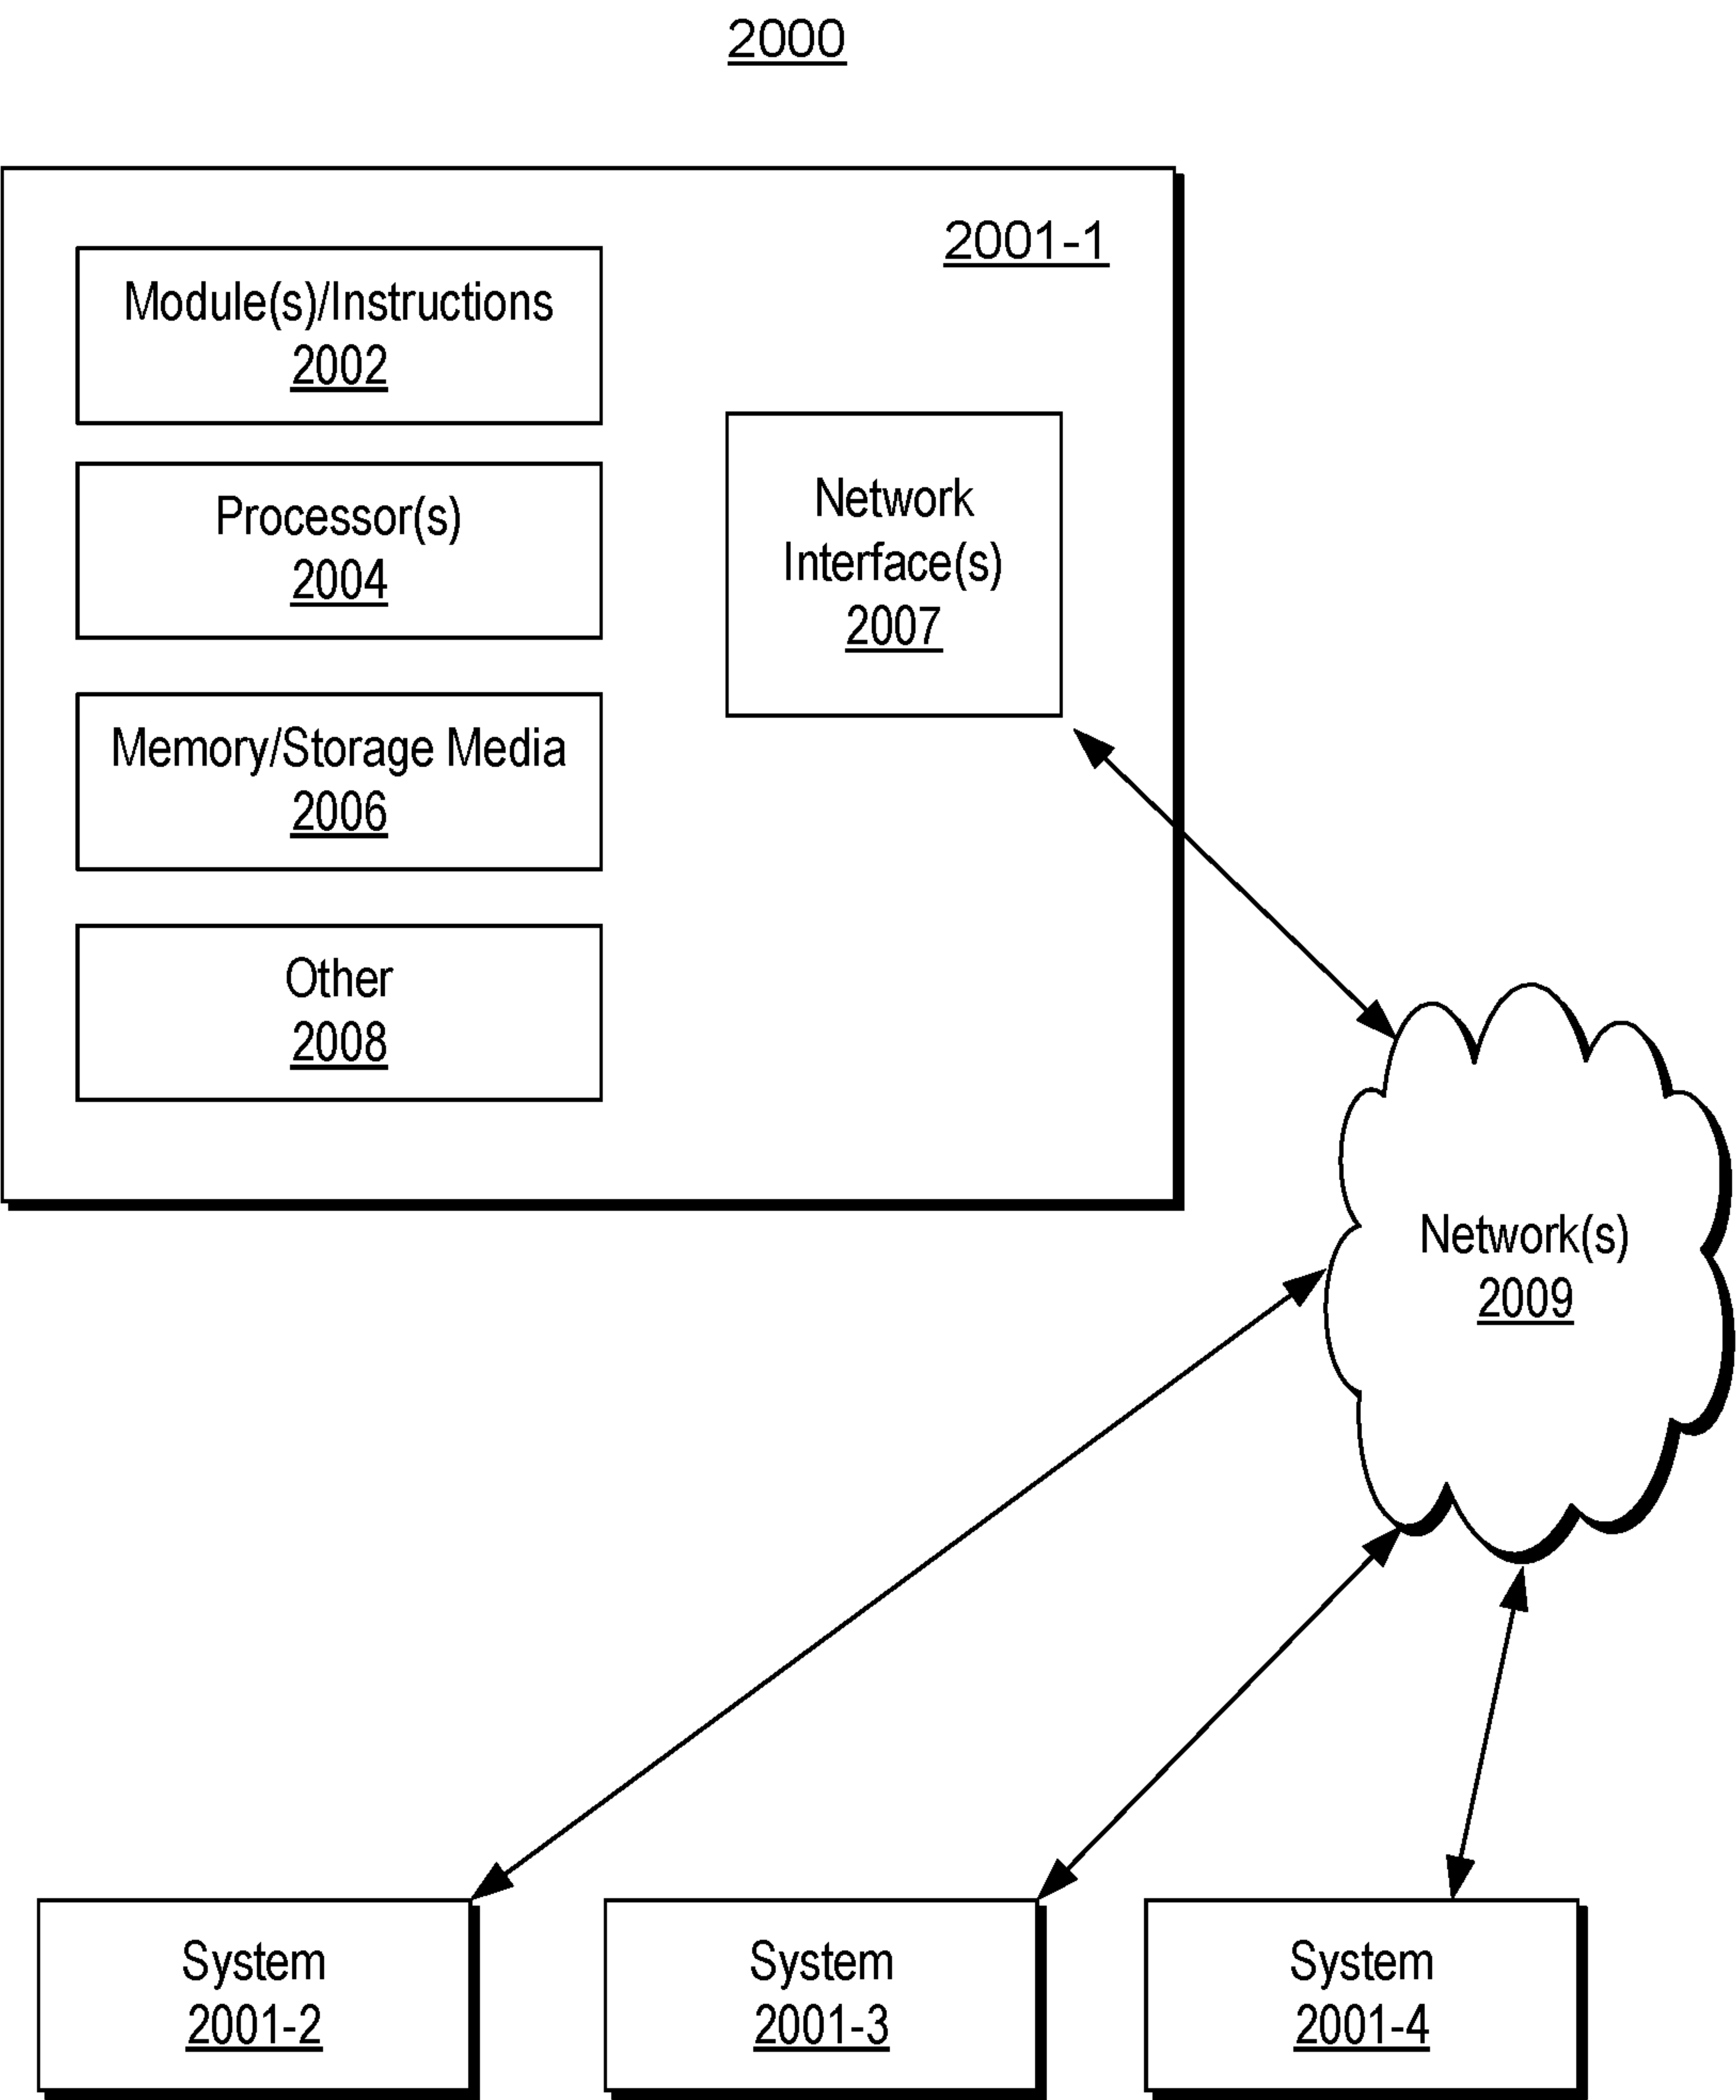 2000
2001-1
Module(s)/Instructions
2002
Processor(s)
2004
Memory/Storage Media
2006
Other
2008
Network
Interface(s)
2007
Network(s)
2009
System
2001-2
System
2001-3
System
2001-4